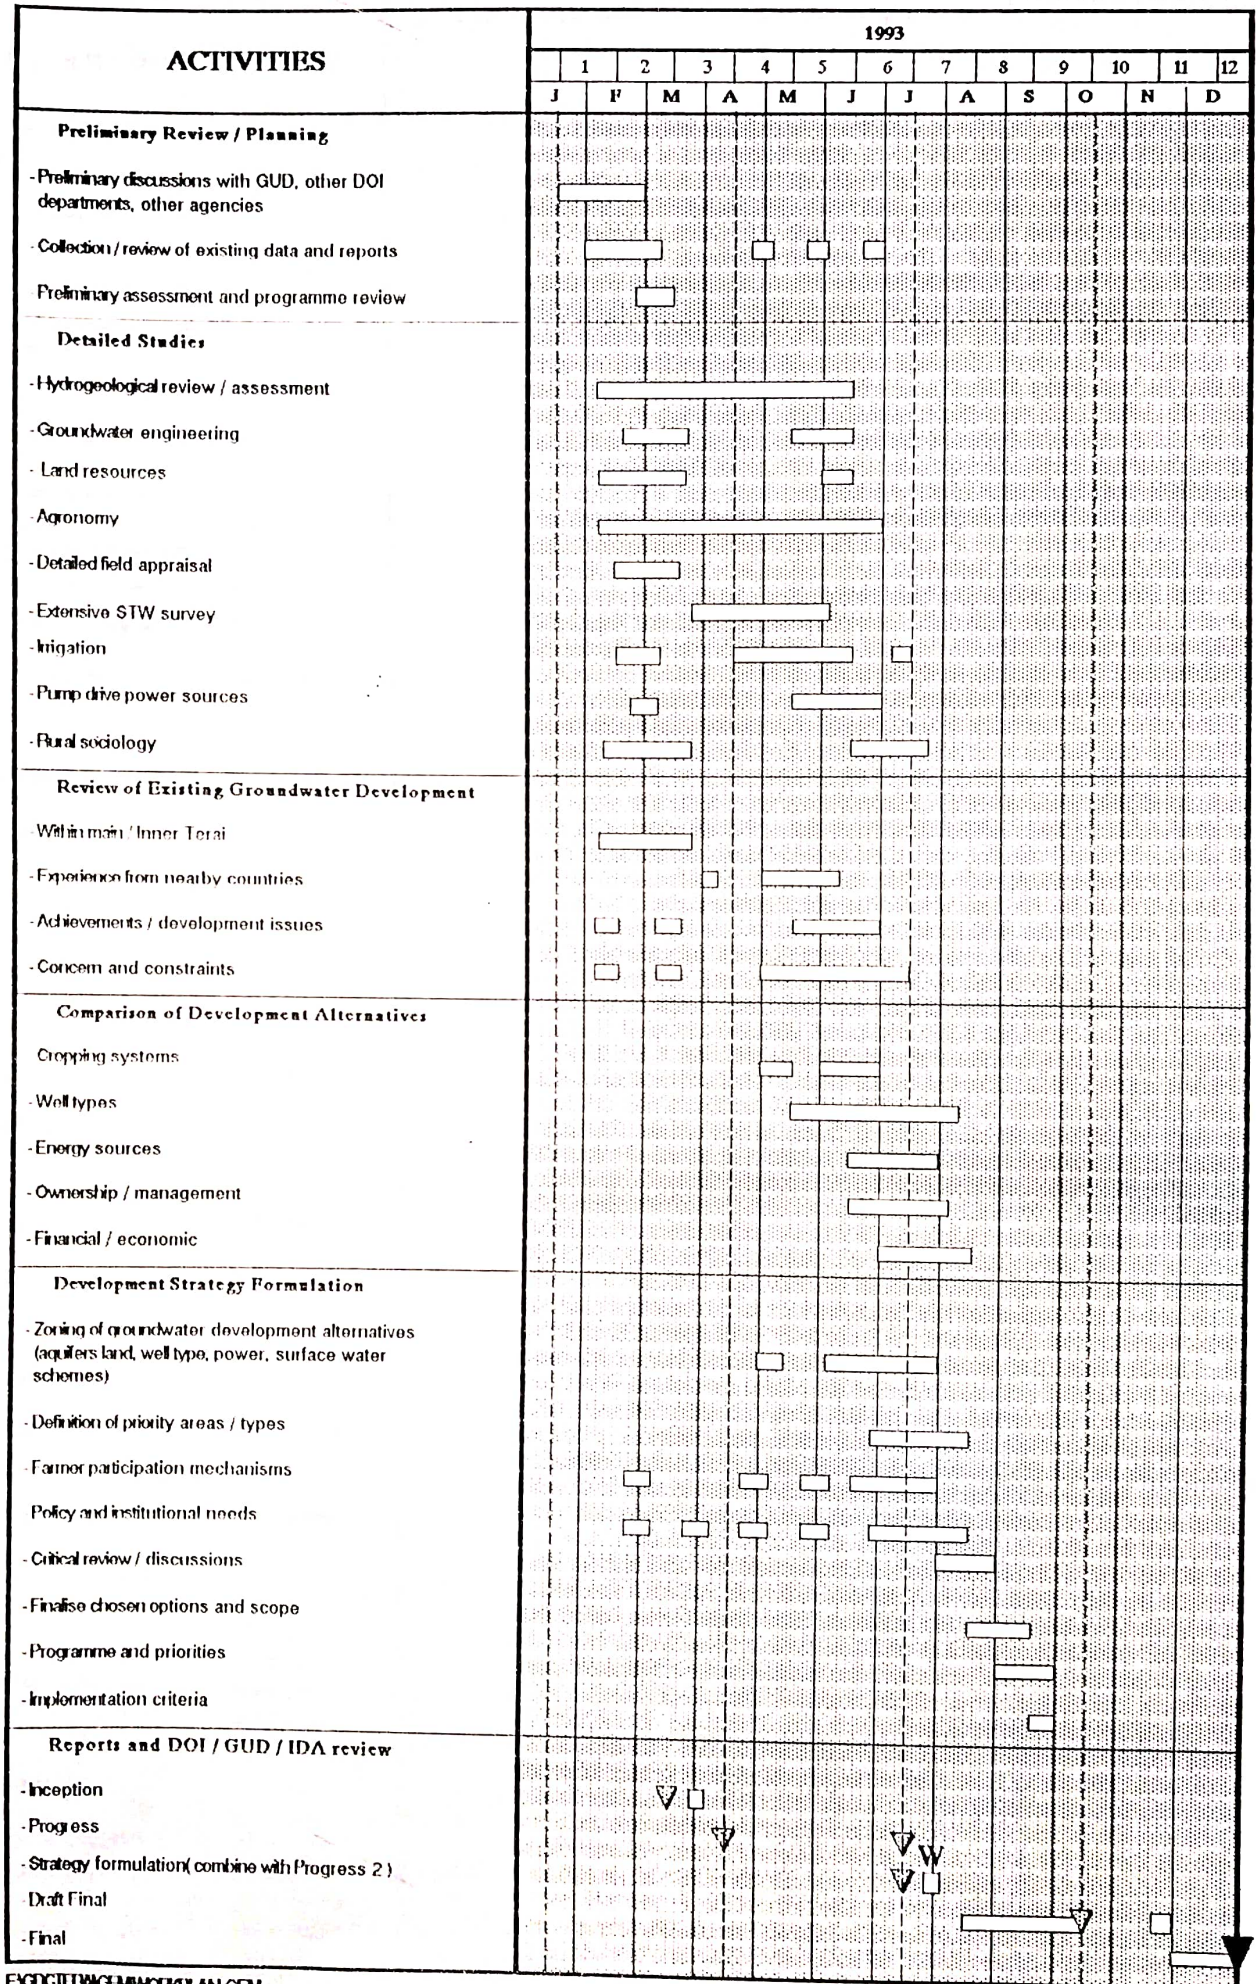 ACTIVITIES
1993
1 2 3 4 5 6 7 8 9 10 11 12
J F M A M J J A S O N D
Preliminary Review / Planning
- Preliminary discussions with GUD, other DOI
departments, other agencies
- Collection / review of existing data and reports
Preliminary assessment and programme review
Detailed Studies
- Hydrogeological review / assessment
- Groundwater engineering
- Land resources
- Agronomy
- Detailed field appraisal
- Extensive STW survey
- Irrigation
- Pump drive power sources
- Rural sociology
Review of Existing Groundwater Development
- Within main / Inner Terai
- Experience from nearby countries
- Achievements / development issues
- Concern and constraints
Comparison of Development Alternatives
Cropping systems
- Well types
- Energy sources
- Ownership / management
- Financial / economic
Development Strategy Formulation
- Zoning of groundwater development alternatives
(aquifers land, well type, power, surface water
schemes)
- Definition of priority areas / types
- Farmer participation mechanisms
Policy and institutional needs
- Critical review / discussions
- Finalise chosen options and scope
- Programme and priorities
- Implementation criteria
Reports and DOI / GUD / IDA review
- Inception
- Progress
W
- Strategy formulation( combine with Progress 2 )
- Draft Final
- Final